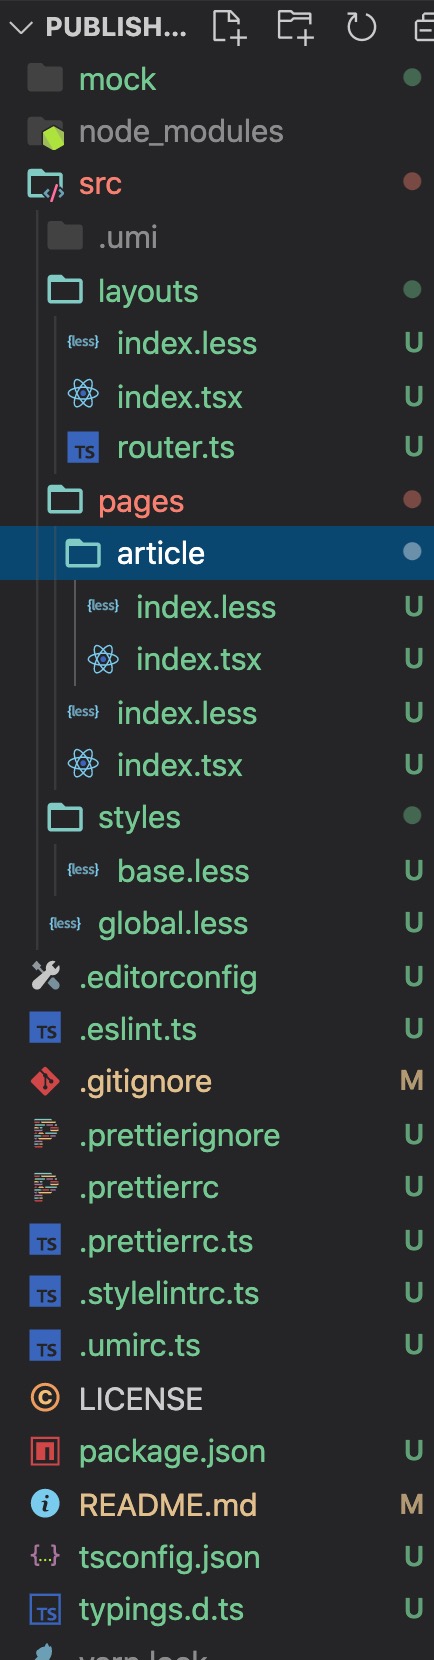 PUBLISH...
mock
node_modules
src
.umi
layouts
{less} index.less U
index.tsx U
TS router.ts U
pages
article
{less} index.less U
index.tsx U
{less} index.less U
index.tsx U
styles
{less} base.less U
{less} global.less U
.editorconfig U
TS .eslint.ts U
.gitignore M
.prettierignore U
.prettierrc U
TS .prettierrc.ts U
TS .stylelintrc.ts U
TS .umirc.ts U
LICENSE
package.json U
README.md M
{...} tsconfig.json U
TS typings.d.ts U
yarn.lock